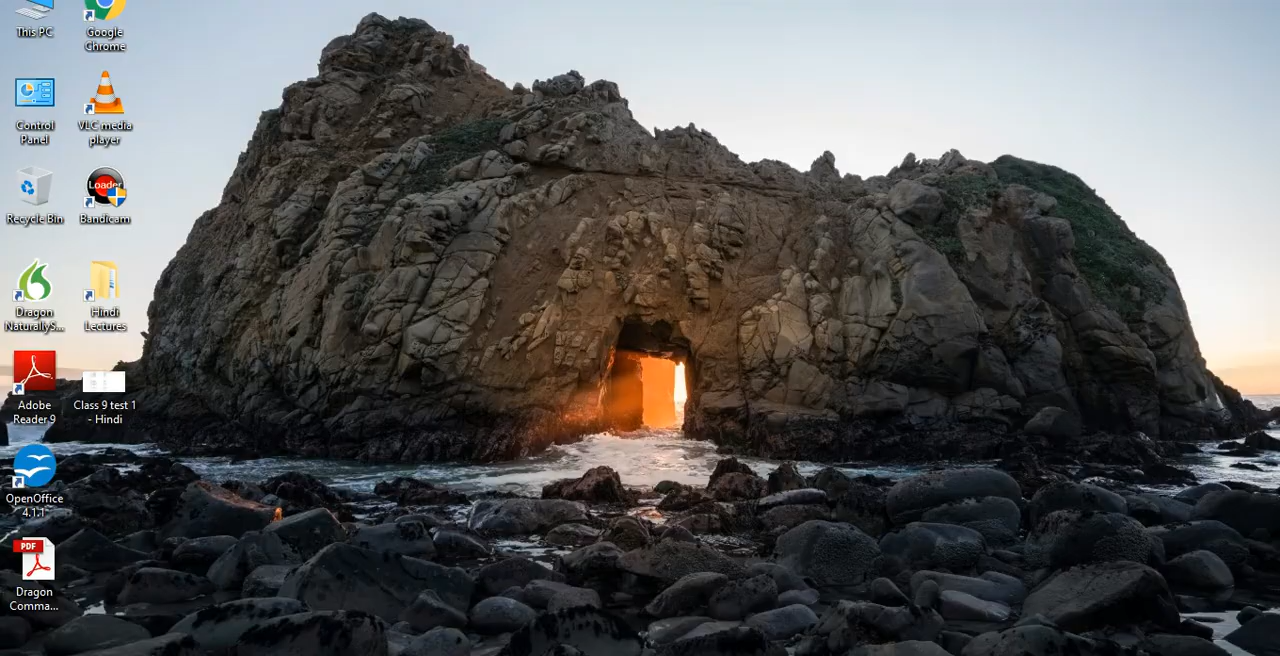 This PC
Google
Chrome
Control
Panel
VLC media
player
Recycle Bin
Loader
Bandicam
Dragon
NaturallyS...
Hindi
Lectures
Adobe
Reader 9
Class 9 test 1
- Hindi
OpenOffice
4.1.1
PDF
Dragon
Comma...